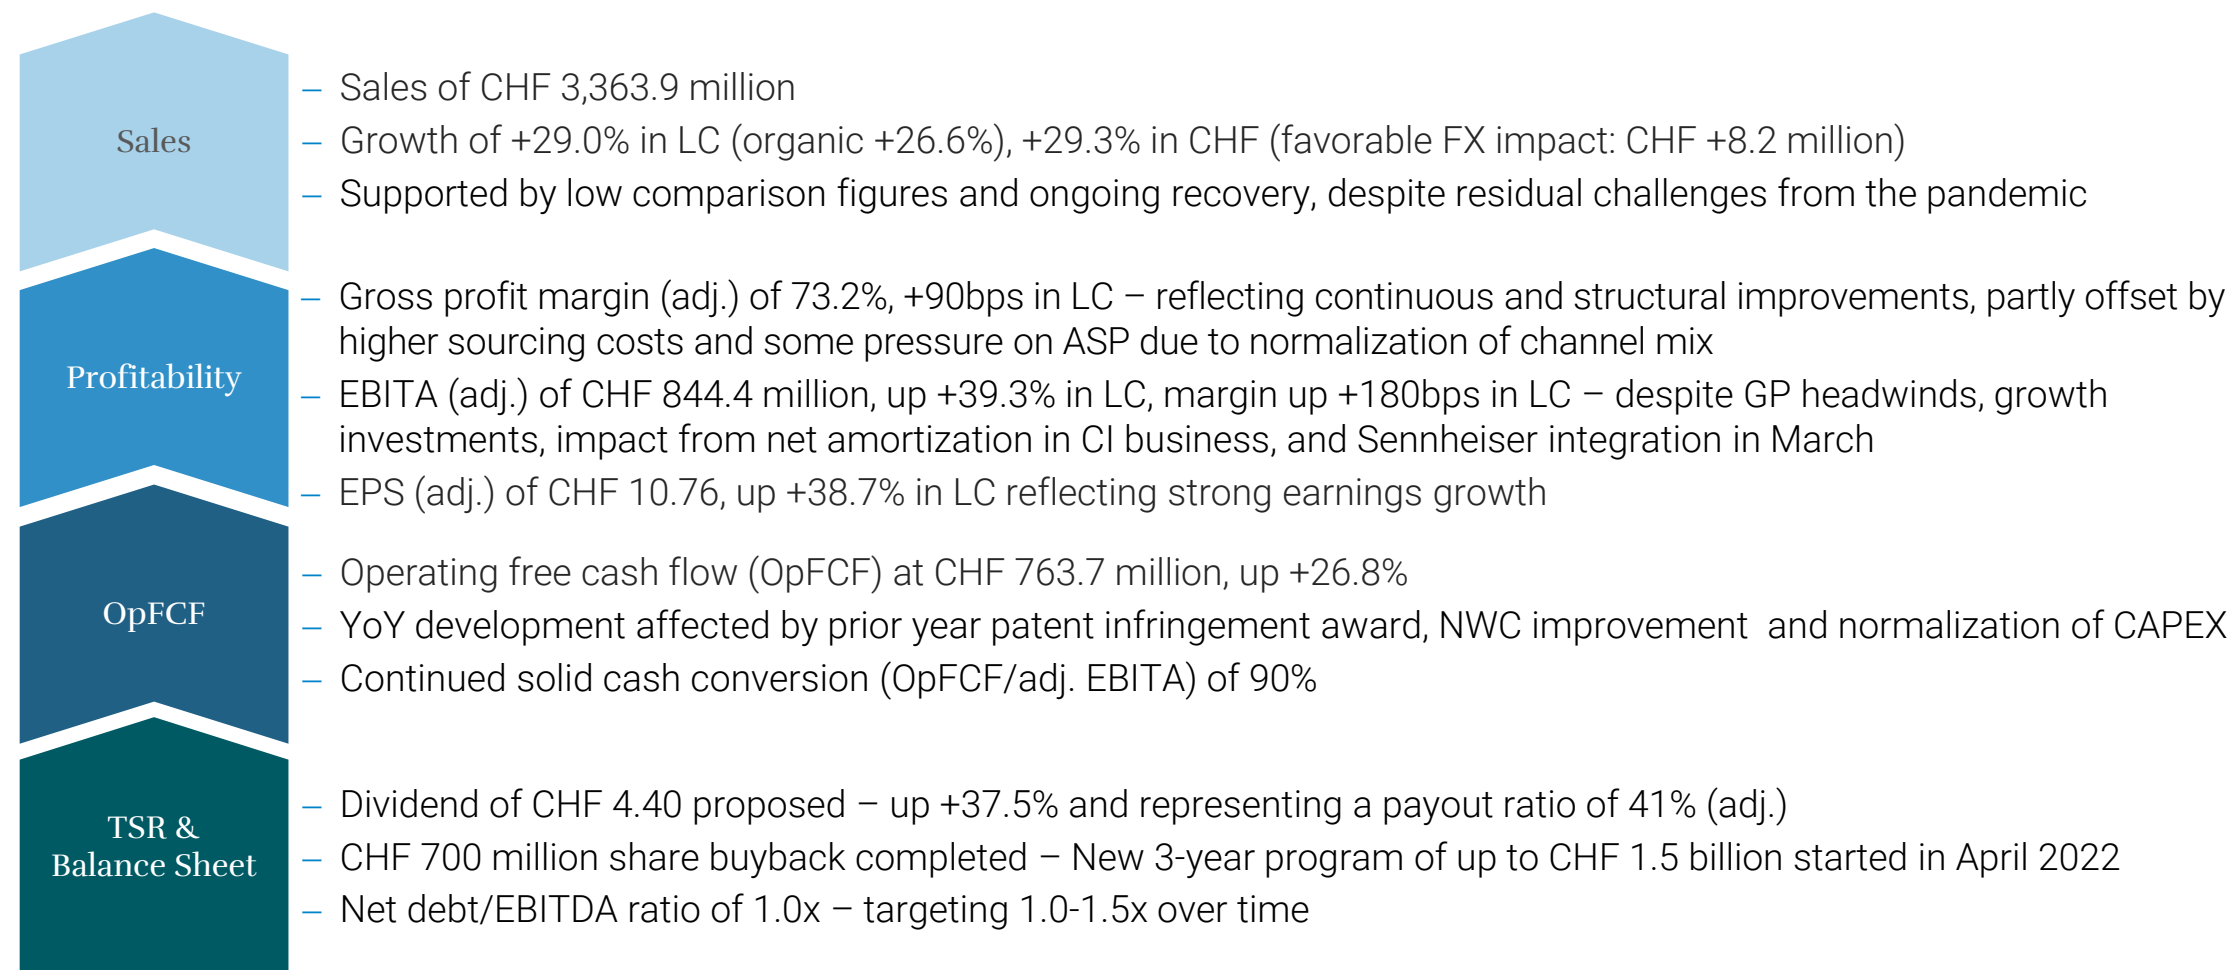 Sales
– Sales of CHF 3,363.9 million
– Growth of +29.0% in LC (organic +26.6%), +29.3% in CHF (favorable FX impact: CHF +8.2 million)
– Supported by low comparison figures and ongoing recovery, despite residual challenges from the pandemic
Profitability
– Gross profit margin (adj.) of 73.2%, +90bps in LC – reflecting continuous and structural improvements, partly offset by
higher sourcing costs and some pressure on ASP due to normalization of channel mix
– EBITA (adj.) of CHF 844.4 million, up +39.3% in LC, margin up +180bps in LC – despite GP headwinds, growth
investments, impact from net amortization in CI business, and Sennheiser integration in March
– EPS (adj.) of CHF 10.76, up +38.7% in LC reflecting strong earnings growth
OpFCF
– Operating free cash flow (OpFCF) at CHF 763.7 million, up +26.8%
– YoY development affected by prior year patent infringement award, NWC improvement  and normalization of CAPEX
– Continued solid cash conversion (OpFCF/adj. EBITA) of 90%
TSR &
Balance Sheet
– Dividend of CHF 4.40 proposed – up +37.5% and representing a payout ratio of 41% (adj.)
– CHF 700 million share buyback completed – New 3-year program of up to CHF 1.5 billion started in April 2022
– Net debt/EBITDA ratio of 1.0x – targeting 1.0-1.5x over time